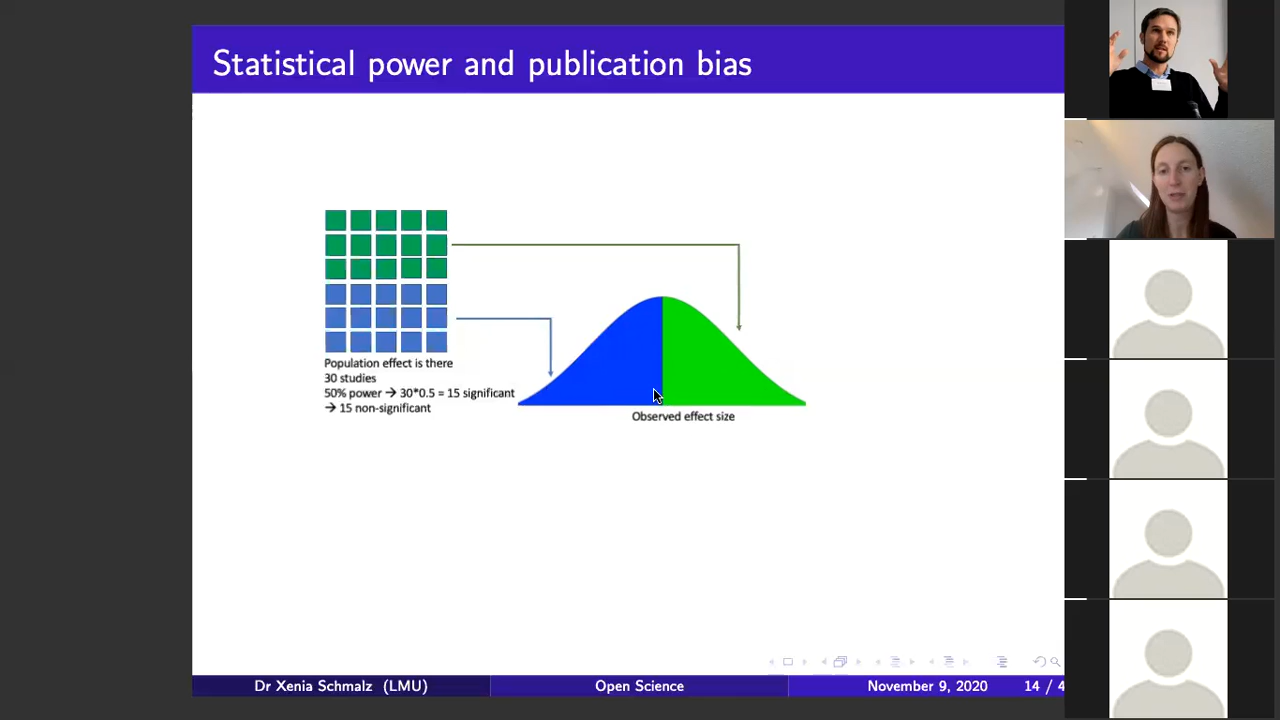 Statistical power and publication bias
Population effect is there
30 studies
50% power → 30*0.5 = 15 significant
→ 15 non-significant
Observed effect size
Dr Xenia Schmalz (LMU)
Open Science
November 9, 2020
14 / 4